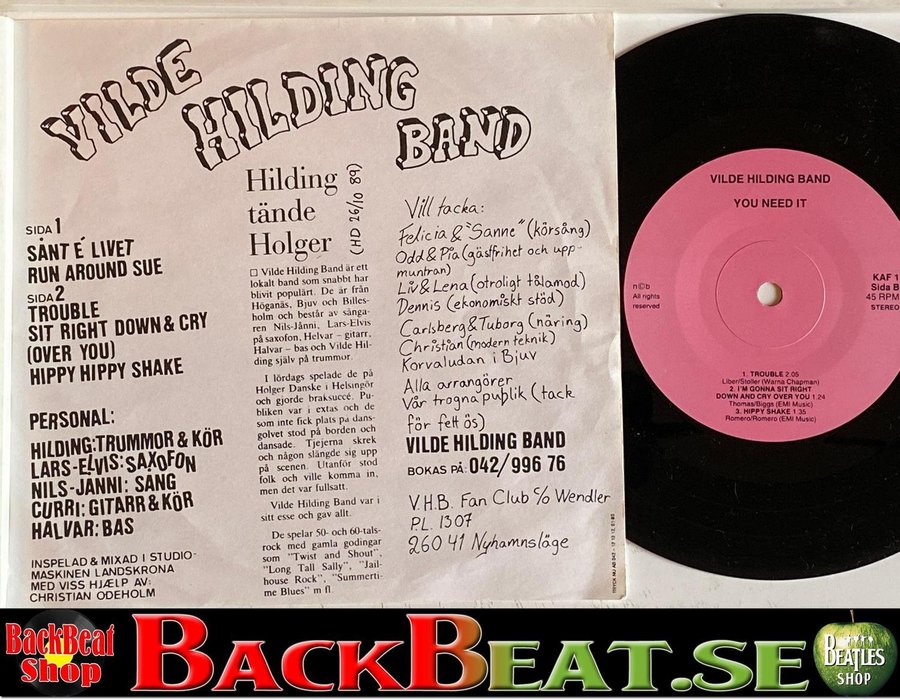 VILDE
HILDING
BAND
SIDA 1
SÅNT E´ LIVET
RUN AROUND SUE
SIDA 2
TROUBLE
SIT RIGHT DOWN & CRY
(OVER YOU)
HIPPY HIPPY SHAKE
PERSONAL:
HILDING: TRUMMOR & KÖR
LARS-ELVIS: SAXOFON
NILS-JANNI: SANG
CURRI: GITARR & KÖR
HALVAR: BAS
INSPELAD & MIXAD I STUDIO-
MASKINEN LANDSKRONA
MED VISS HJÆLP AV:
CHRISTIAN ODEHOLM
Hilding
tände
Holger
(HD 26/10 89)
□ Vilde Hilding Band är ett
lokalt band som snabbt har
blivit populärt. De är från
Höganäs, Bjuv och Billes-
holm och består av sånga-
ren Nils-Jänni, Lars-Elvis
på saxofon, Helvar – gitarr,
Halvar – bas och Vilde Hil-
ding själv på trummor.
I lördags spelade de på
Holger Danske i Helsingör
och gjorde braksuccé. Pu-
bliken var i extas och de
som inte fick plats pa dans-
golvet stod på borden och
dansade. Tjejerna skrek
och någon slängde sig upp
på scenen. Utanför stod
folk och ville komma in,
men det var fullsatt.
Vilde Hilding Band var i
sitt esse och gav allt.
De spelar 50- och 60-tals-
rock med gamla godingar
som "Twist and Shout",
"Long Tall Sally", "Jail-
house Rock", "Summerti-
me Blues" m fl.
Vill tacka:
Felicia & "Sanne" (körsång)
Odd & Pia (gästfrihet och upp-
muntran)
Liv & Lena (otroligt tålamod)
Dennis (ekonomiskt stöd)
Carlsberg & Tuborg (näring)
Christian (modern teknik)
Korvaludan i Bjuv
Alla arrangörer
Vår trogna publik (tack
för fett ös)
VILDE HILDING BAND
BOKAS PÅ: 042/996 76
V.H.B. Fan Club c/o Wendler
P.L. 1307
260 41 Nyhamnsläge
VILDE HILDING BAND
YOU NEED IT
n©b
All rights
reserved
KAF 1
Side B
45 RPM
STEREO
1. TROUBLE 2.05
Liber/Stoller (Warna Chapman)
2. I'M GONNA SIT RIGHT
DOWN AND CRY OVER YOU 1.24
Thomas/Biggs (EMI Music)
3. HIPPY SHAKE 1.35
Romero/Romero (EMI Music)
BackBeat
Shop
BACKBEAT.SE
BEATLES
SHOP